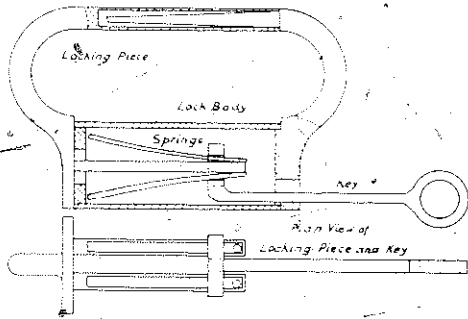 Locking Piece
Lock Body
Springs
Key
Plan View of
Locking Piece and Key